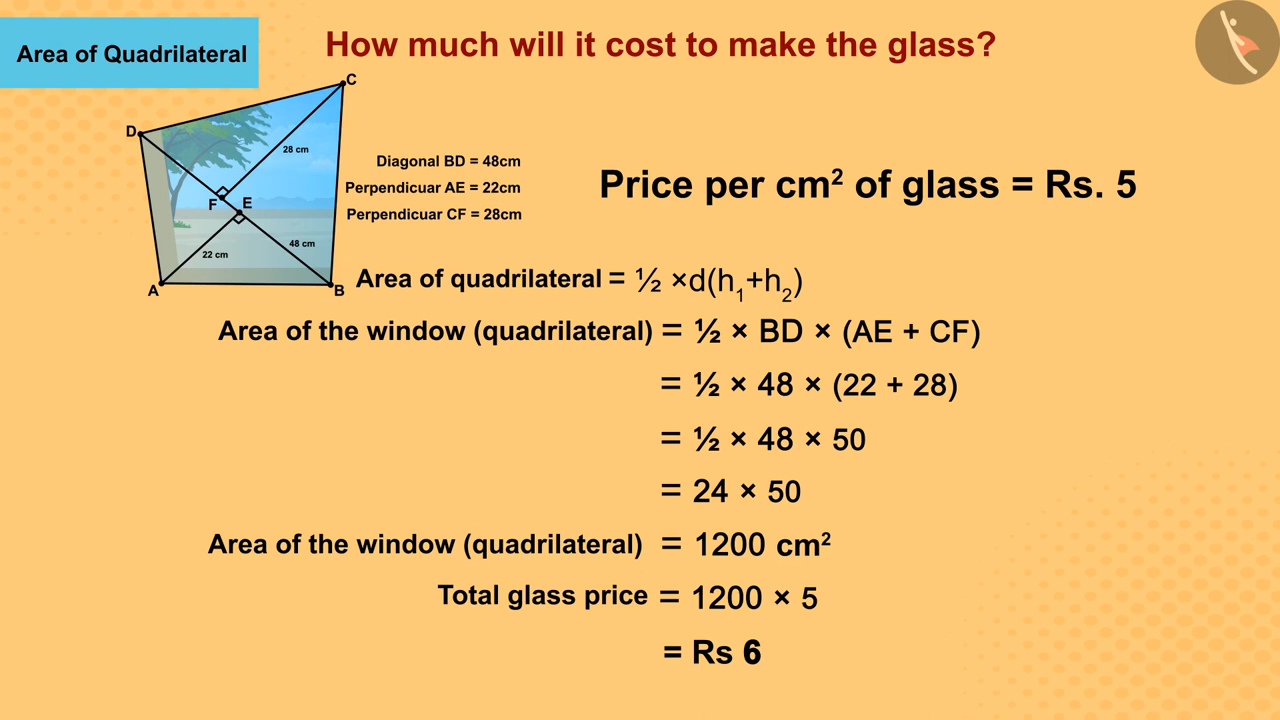 Area of Quadrilateral
How much will it cost to make the glass?
C
D
28 cm
F
E
48 cm
22 cm
A
B
Diagonal BD = 48cm
Perpendicuar AE = 22cm
Perpendicuar CF = 28cm
Price per cm² of glass = Rs. 5
Area of quadrilateral = ½ ×d(h₁+h₂)
Area of the window (quadrilateral) = ½ × BD × (AE + CF)
= ½ × 48 × (22 + 28)
= ½ × 48 × 50
= 24 × 50
Area of the window (quadrilateral) = 1200 cm²
Total glass price = 1200 × 5
= Rs 6